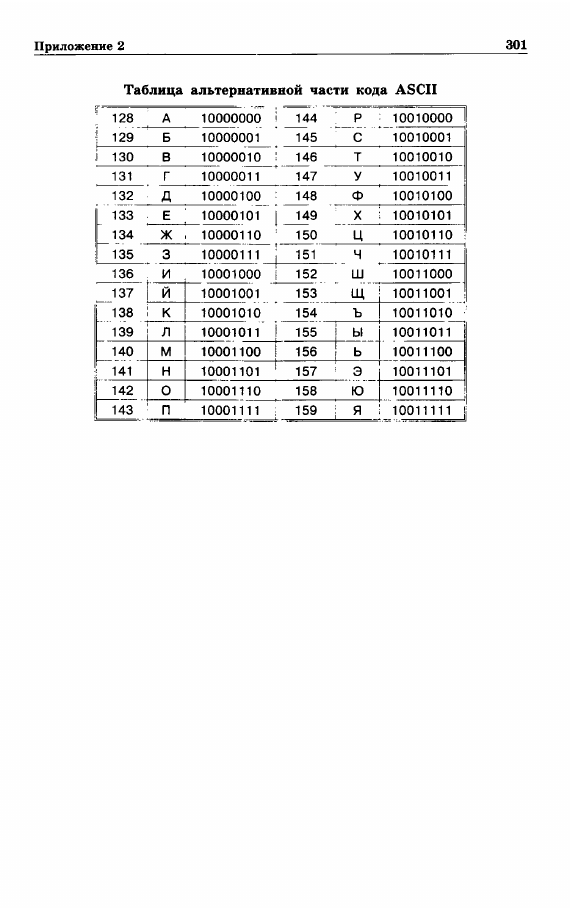 Приложение 2 301
Таблица альтернативной части кода ASCII
128 А 10000000 144 Р 10010000
129 Б 10000001 145 С 10010001
130 В 10000010 146 Т 10010010
131 Г 10000011 147 У 10010011
132 Д 10000100 148 Ф 10010100
133 Е 10000101 149 Х 10010101
134 Ж 10000110 150 Ц 10010110
135 З 10000111 151 Ч 10010111
136 И 10001000 152 Ш 10011000
137 Й 10001001 153 Щ 10011001
138 К 10001010 154 Ъ 10011010
139 Л 10001011 155 Ы 10011011
140 М 10001100 156 Ь 10011100
141 Н 10001101 157 Э 10011101
142 О 10001110 158 Ю 10011110
143 П 10001111 159 Я 10011111